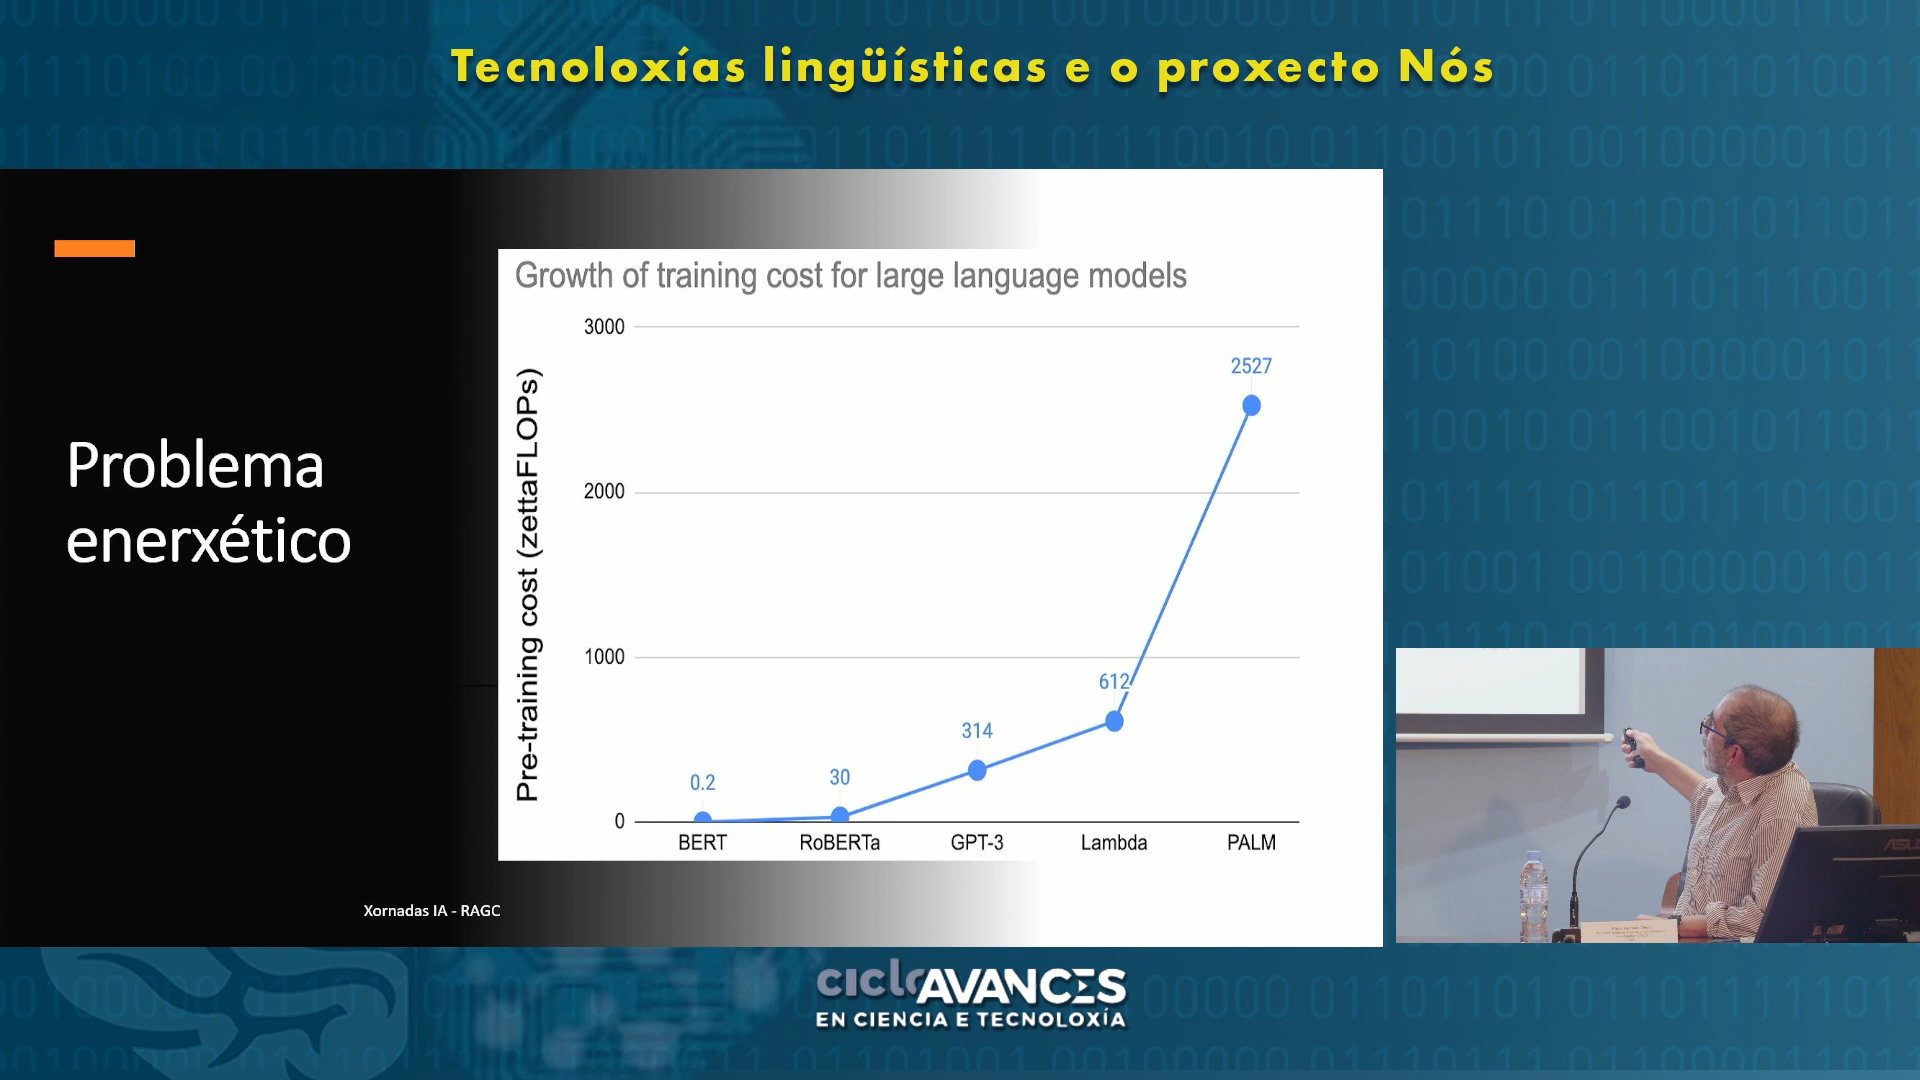 Tecnoloxías lingüísticas e o proxecto Nós
Problema
enerxético
Growth of training cost for large language models
Pre-training cost (zettaFLOPs)
3000
2000
1000
0
0.2
30
314
612
2527
BERT
RoBERTa
GPT-3
Lambda
PALM
Xornadas IA - RAGC
ASUS
ciclo AVANCES
EN CIENCIA E TECNOLOXÍA